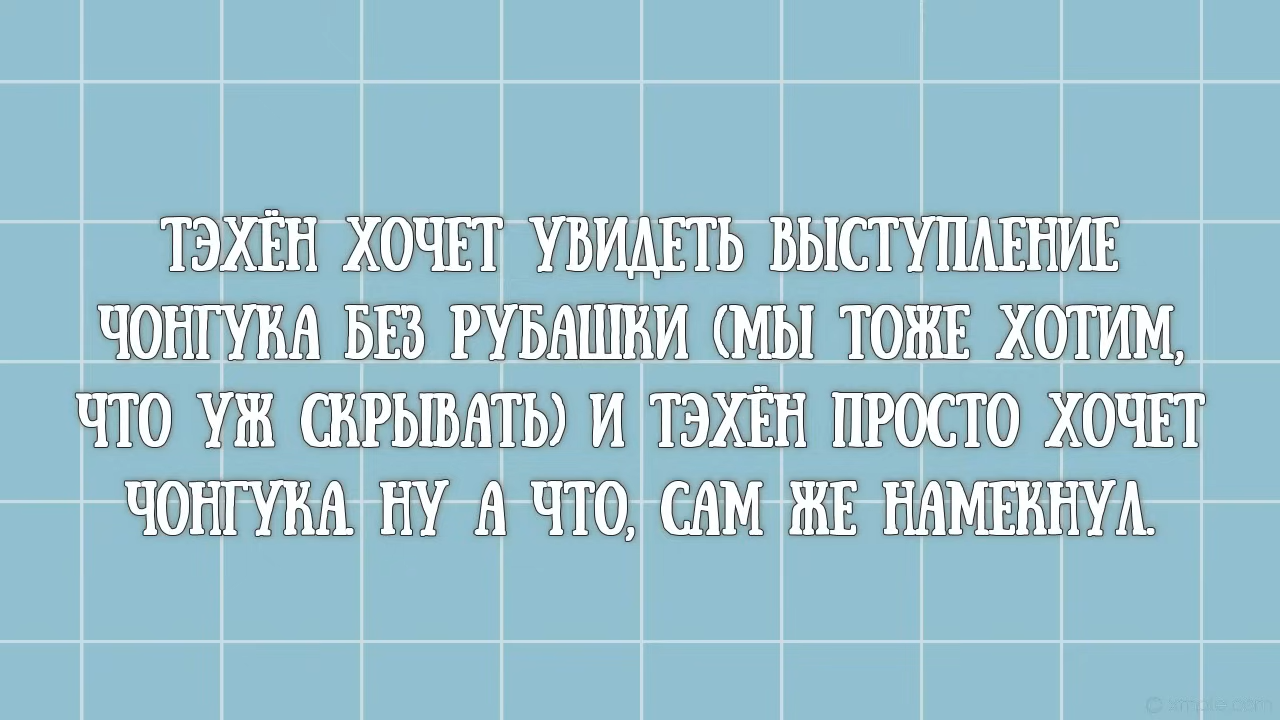 ТЭХЁН ХОЧЕТ УВИДЕТЬ ВЫСТУПЛЕНИЕ
ЧОНГУКА БЕЗ РУБАШКИ (МЫ ТОЖЕ ХОТИМ,
ЧТО УЖ СКРЫВАТЬ) И ТЭХЁН ПРОСТО ХОЧЕТ
ЧОНГУКА. НУ А ЧТО, САМ ЖЕ НАМЕКНУЛ.